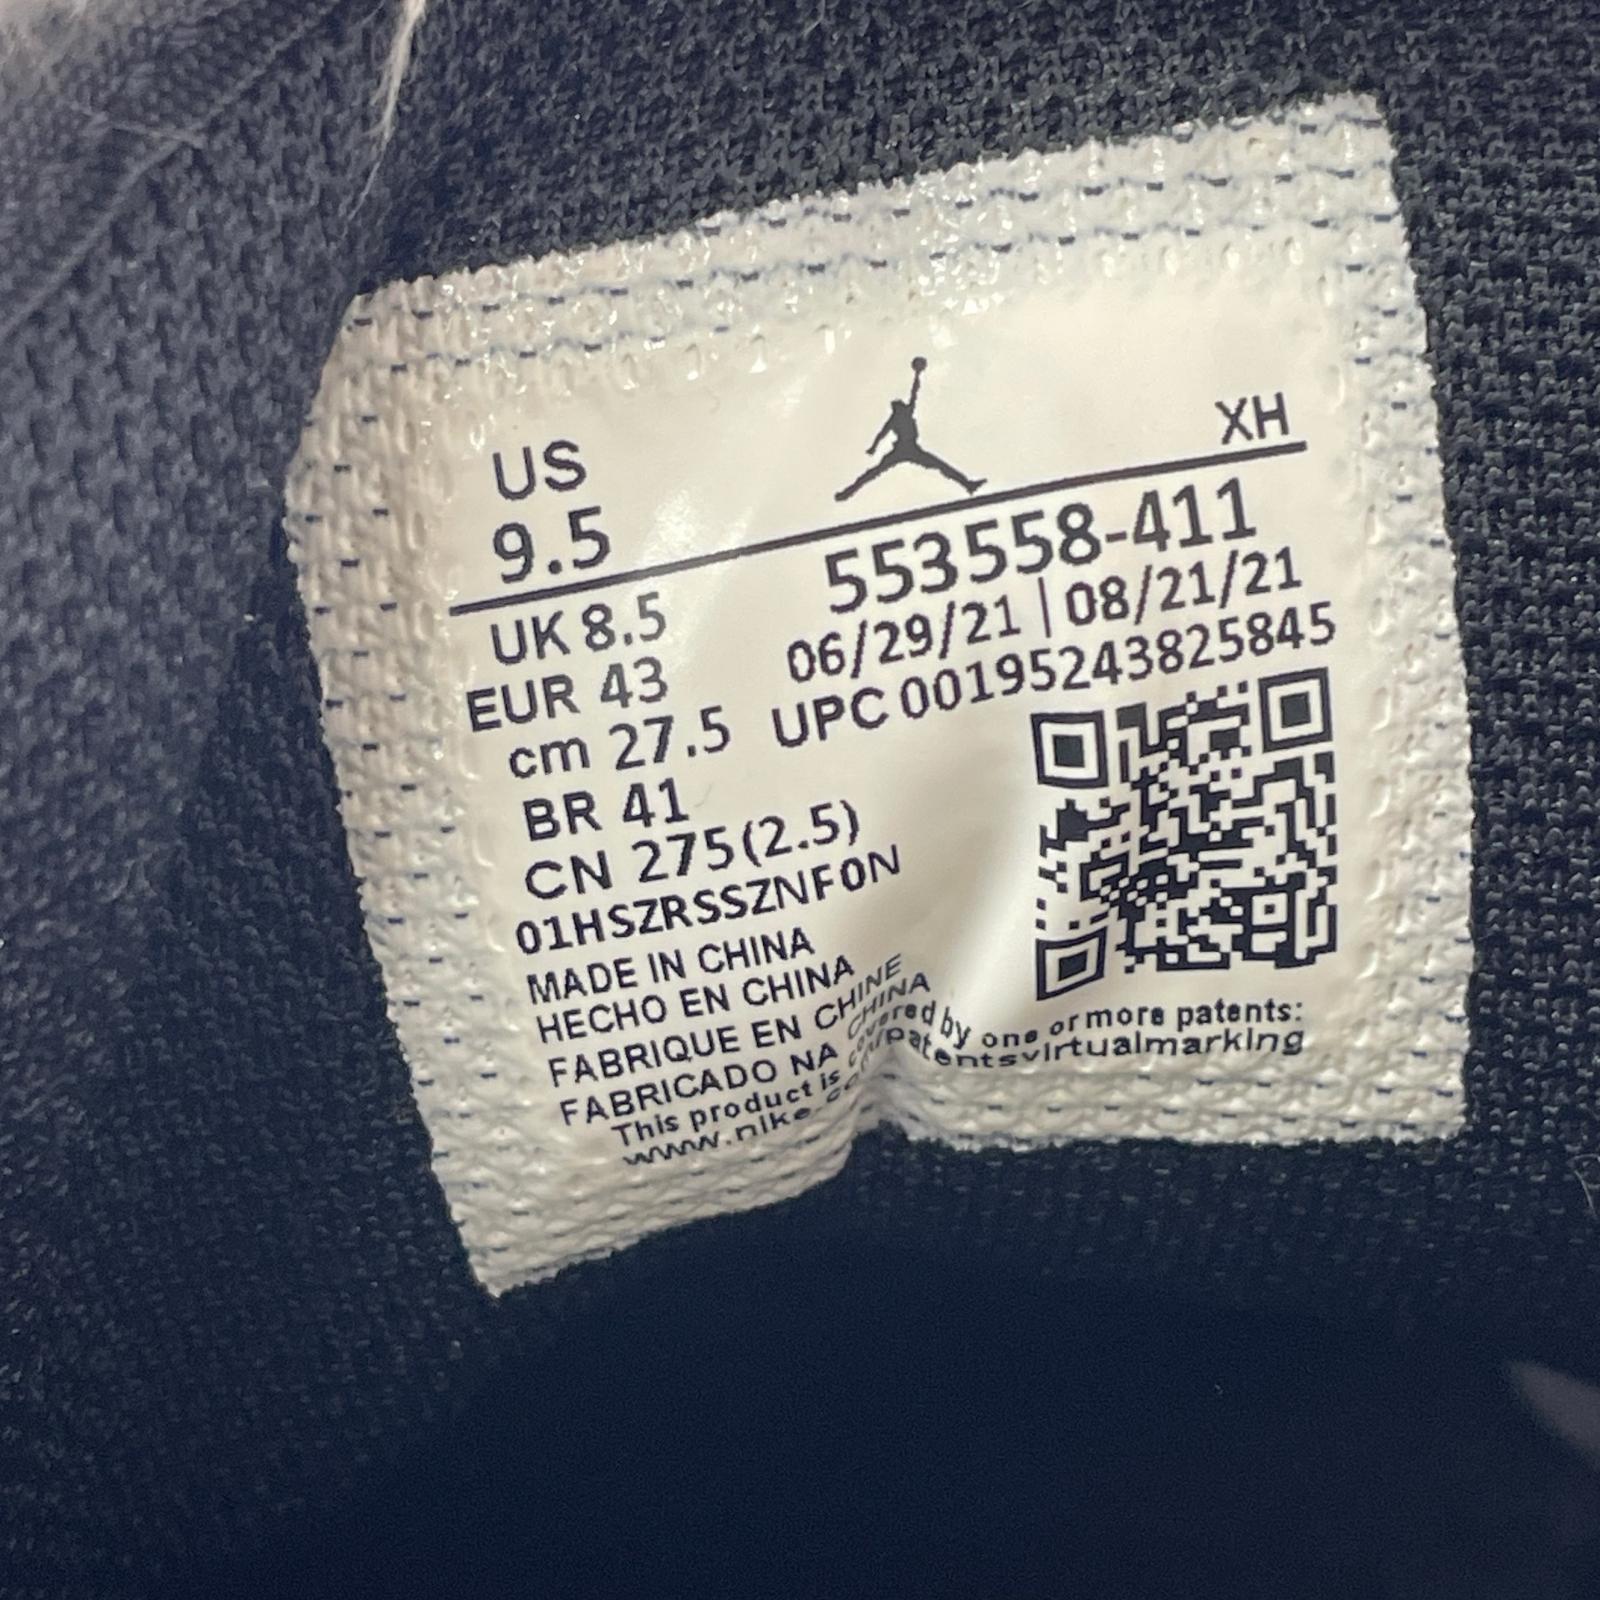 US
9.5
XH
UK 8.5
EUR 43
cm 27.5
BR 41
CN 275(2.5)
01HSZRSSZNF0N
553558-411
06/29/21 | 08/21/21
UPC 00195243825845
MADE IN CHINA
HECHO EN CHINA
FABRIQUE EN CHINE
FABRICADO NA CHINA
This product is covered by one or more patents:
www.nike.com/patentsvirtualmarking